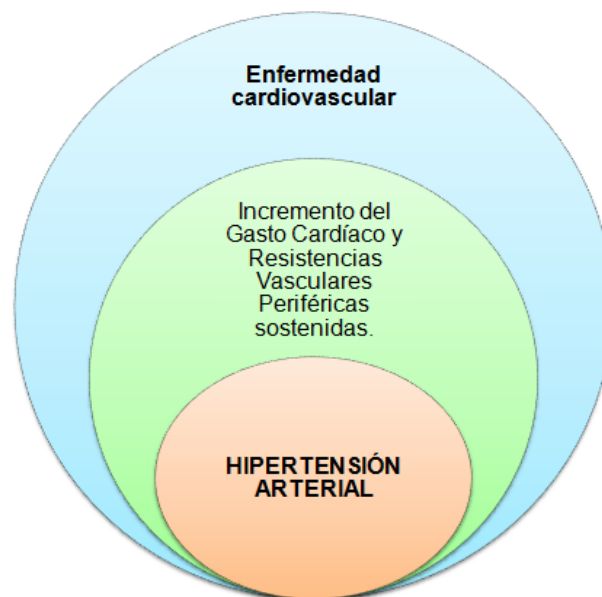 Enfermedad
cardiovascular
Incremento del
Gasto Cardíaco y
Resistencias
Vasculares
Periféricas
sostenidas.
HIPERTENSIÓN
ARTERIAL